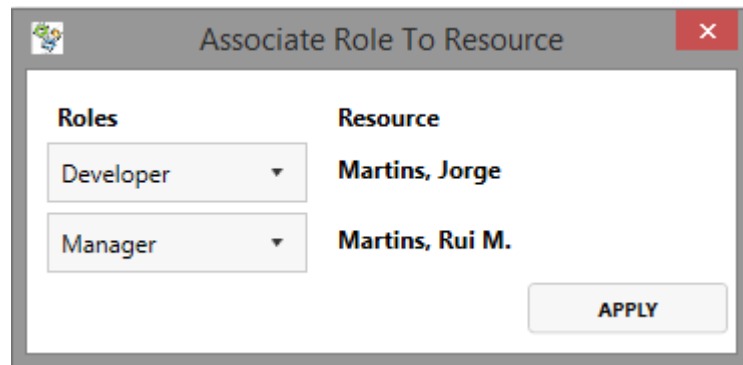 Associate Role To Resource
Roles Resource
Developer Martins, Jorge
Manager Martins, Rui M.
APPLY